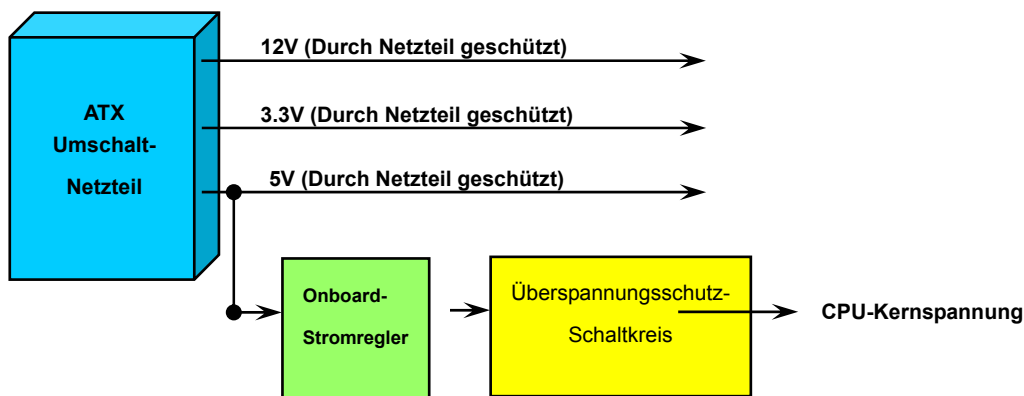 12V (Durch Netzteil geschützt)
ATX
Umschalt-
Netzteil
3.3V (Durch Netzteil geschützt)
5V (Durch Netzteil geschützt)
Onboard-
Stromregler
Überspannungsschutz-
Schaltkreis
CPU-Kernspannung